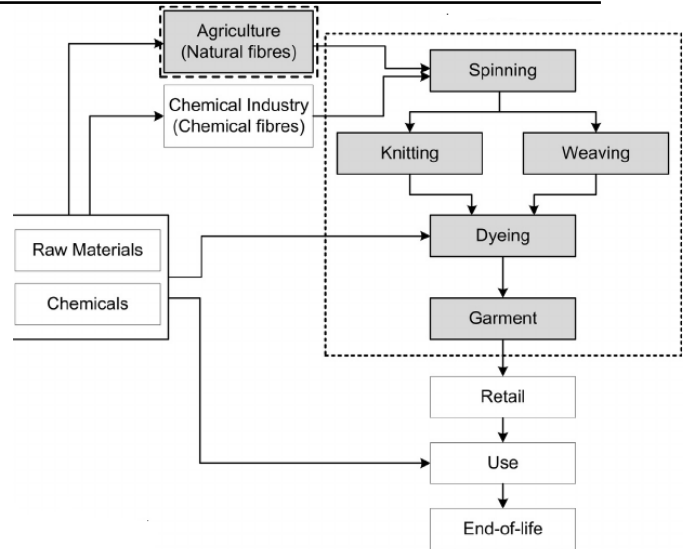 Agriculture
(Natural fibres)
Spinning
Chemical Industry
(Chemical fibres)
Knitting
Weaving
Raw Materials
Dyeing
Chemicals
Garment
Retail
Use
End-of-life